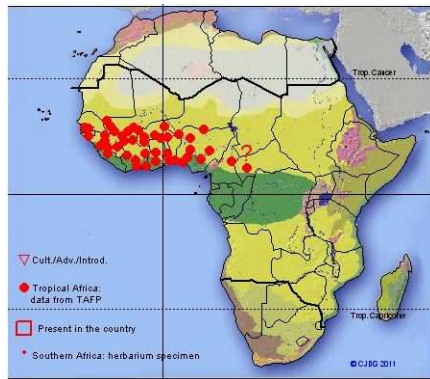 Trop. Cancer
?
Cult./Adv./Introd.
Tropical Africa:
data from TAFP
Present in the country
Trop. Capricorne
Southern Africa: herbarium specimen
© CJBG 2011